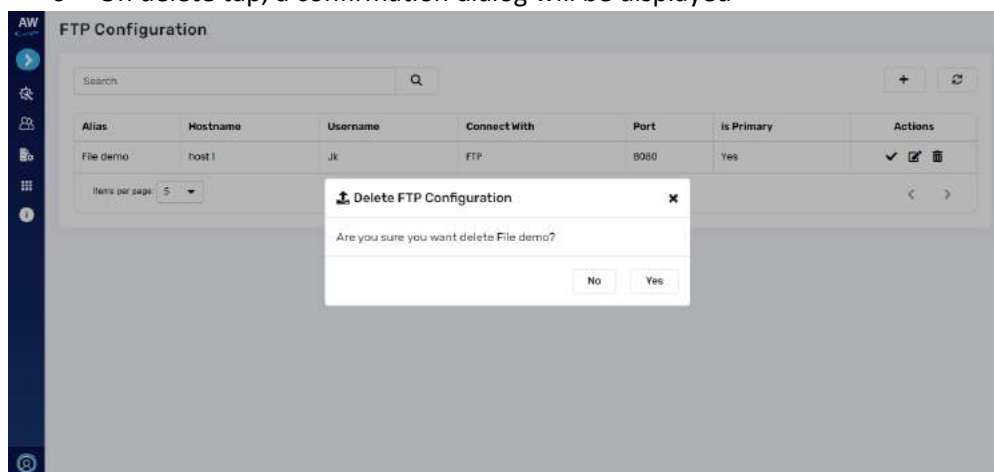 On delete tap, a confirmation dialog will be displayed
AW
FTP Configuration
Search
Alias Hostname Username Connect With Port is Primary Actions
File demo host 1 Jk FTP 8080 Yes
Items per page: 5
Delete FTP Configuration
Are you sure you want delete File demo?
No Yes